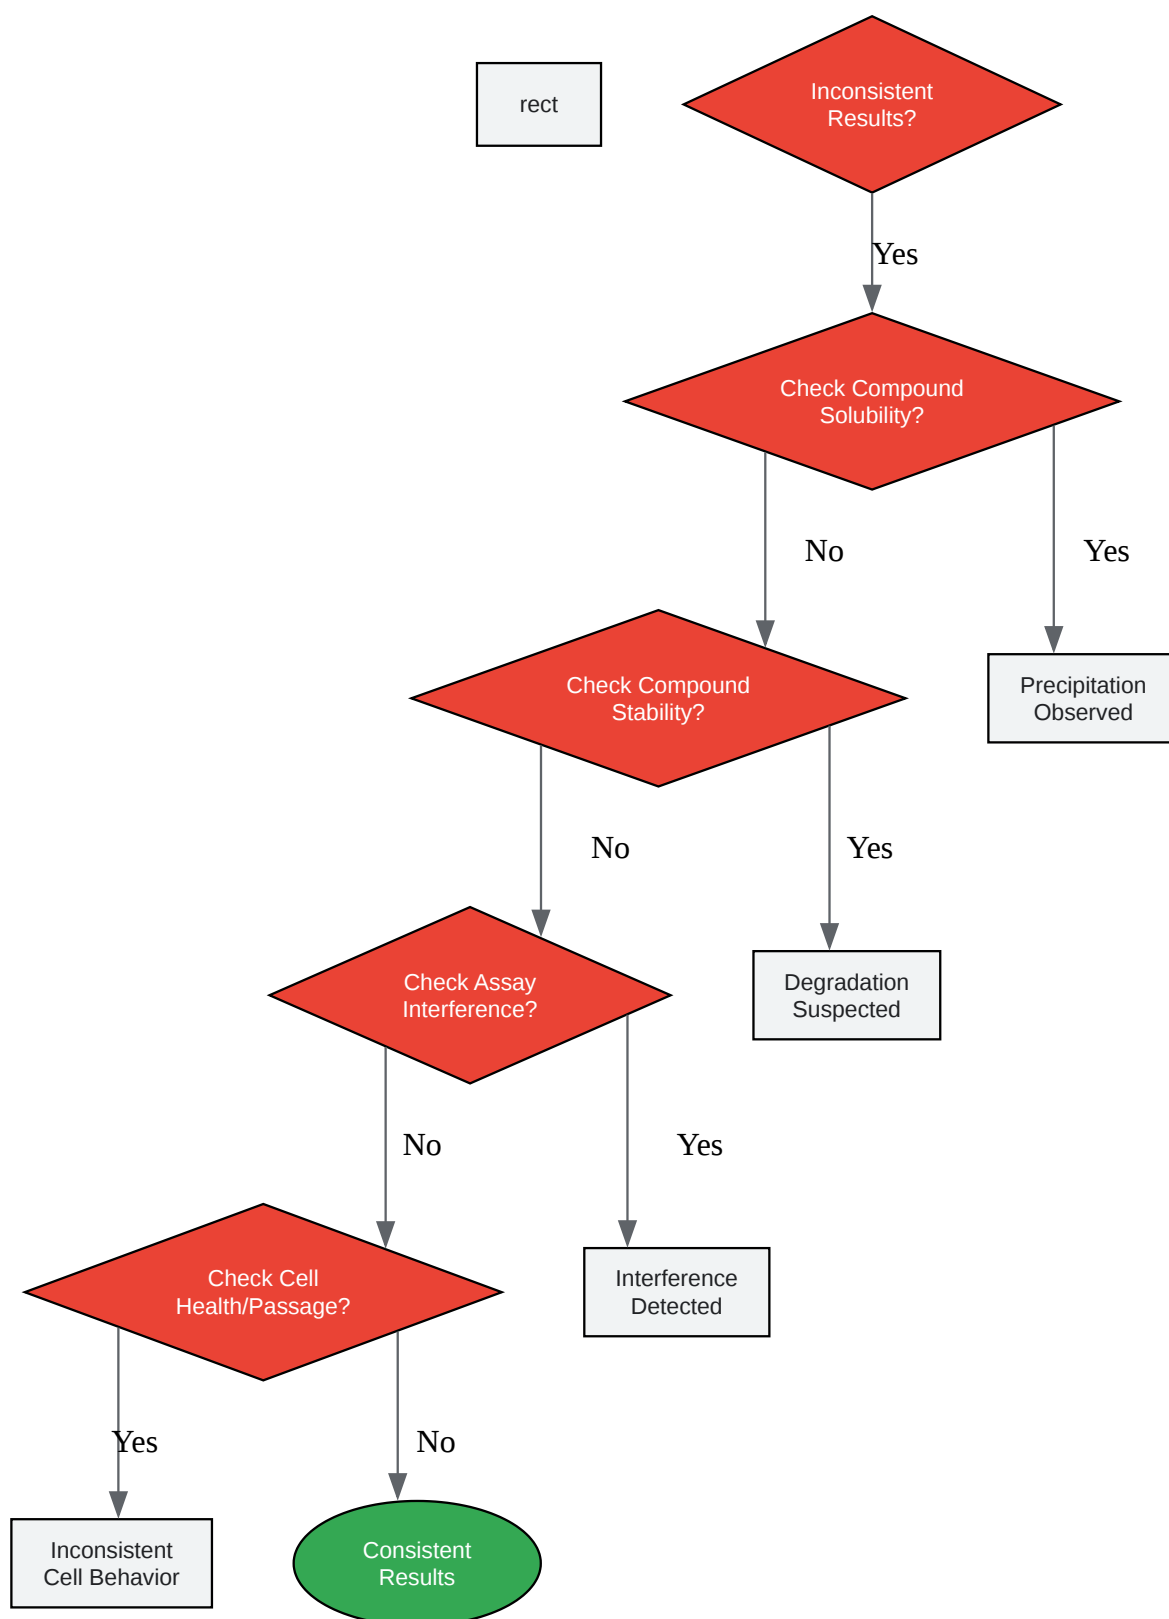 rect
Inconsistent
Results?
Yes
Check Compound
Solubility?
No
Yes
Check Compound
Stability?
Precipitation
Observed
No
Yes
Check Assay
Interference?
Degradation
Suspected
No
Yes
Check Cell
Health/Passage?
Interference
Detected
Yes
No
Inconsistent
Cell Behavior
Consistent
Results